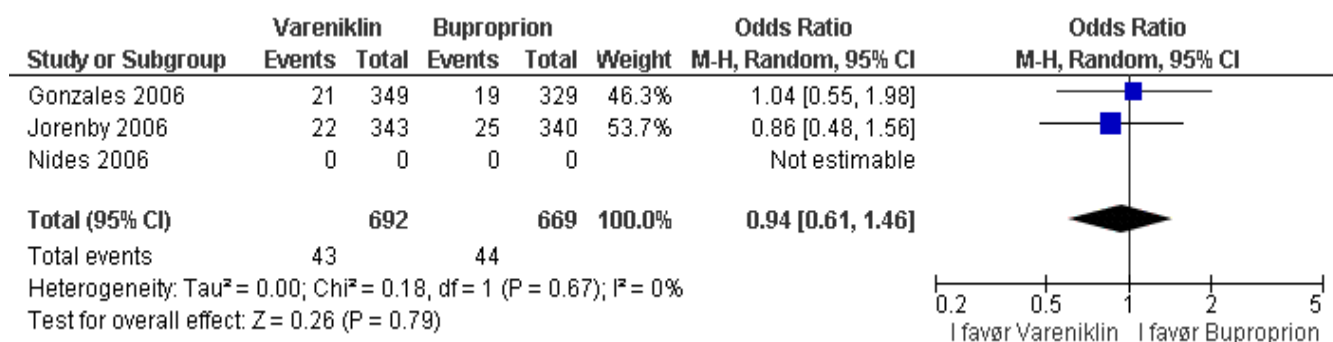 Vareniklin Buproprion Odds Ratio Odds Ratio
Study or Subgroup Events Total Events Total Weight M-H, Random, 95% CI M-H, Random, 95% CI
Gonzales 2006 21 349 19 329 46.3% 1.04 [0.55, 1.98]
Jorenby 2006 22 343 25 340 53.7% 0.86 [0.48, 1.56]
Nides 2006 0 0 0 0 Not estimable
Total (95% CI) 692 669 100.0% 0.94 [0.61, 1.46]
Total events 43 44
Heterogeneity: Tau² = 0.00; Chi² = 0.18, df = 1 (P = 0.67); I² = 0%
Test for overall effect: Z = 0.26 (P = 0.79)
0.2 0.5 1 2 5
I favør Vareniklin I favør Buproprion